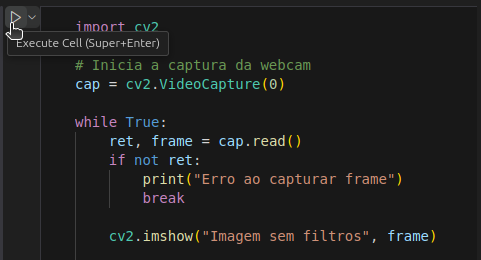 import cv2
Execute Cell (Super+Enter)
# Inicia a captura da webcam
cap = cv2.VideoCapture(0)
while True:
ret, frame = cap.read()
if not ret:
print("Erro ao capturar frame")
break
cv2.imshow("Imagem sem filtros", frame)